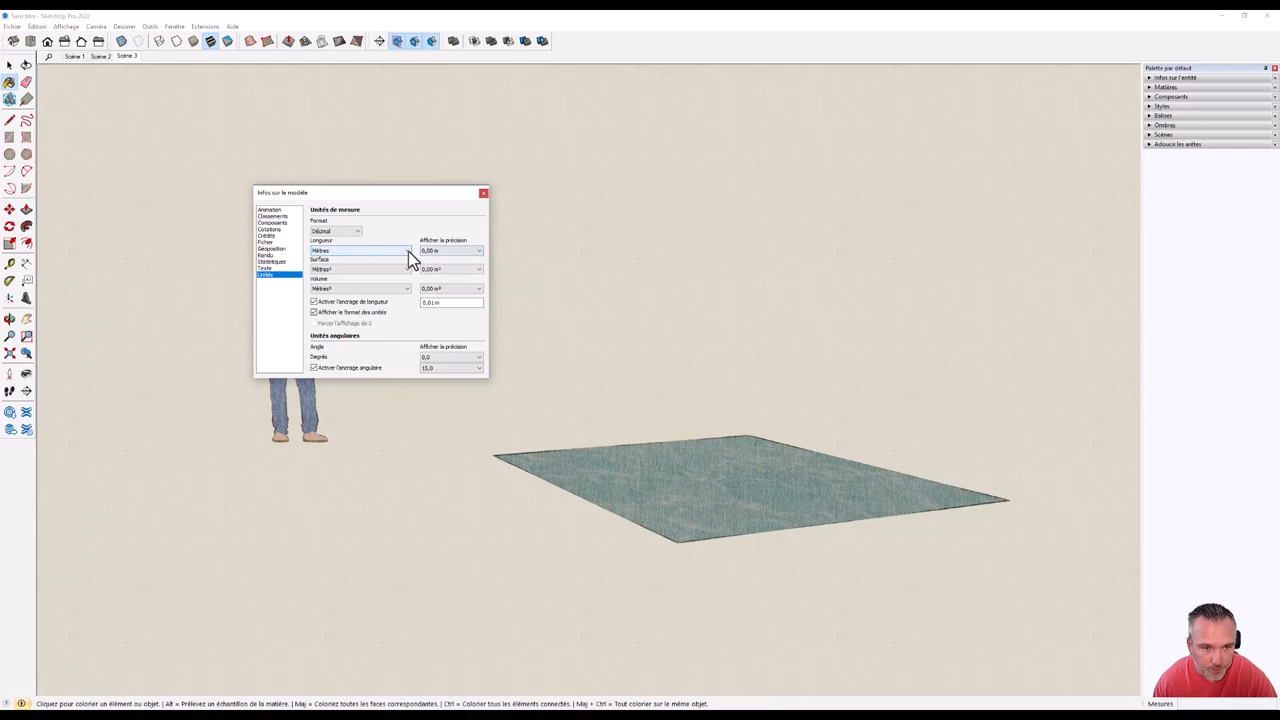 Sans titre - SketchUp Pro 2022
Fichier Édition Affichage Caméra Dessiner Outils Fenêtre Extensions Aide
Scène 1 Scène 2 Scène 3
Palette par défaut
Infos sur l'entité
Matières
Composants
Styles
Balises
Ombres
Scènes
Adoucir les arêtes
Infos sur le modèle
Animation
Classements
Composants
Cotations
Crédits
Fichier
Géoposition
Rendu
Statistiques
Texte
Unités
Unités de mesure
Format
Décimal
Longueur Afficher la précision
Mètres 0,00 m
Surface
Mètres² 0,00 m²
Volume
Mètres³ 0,00 m³
Activer l'ancrage de longueur 0,01m
Afficher le format des unités
Forcer l'affichage de 0
Unités angulaires
Angle Afficher la précision
Degrés 0,0
Activer l'ancrage angulaire 15,0
Cliquez pour colorier un élément ou objet. | Alt = Prélevez un échantillon de la matière. | Maj = Coloriez toutes les faces correspondantes. | Ctrl = Colorier tous les éléments connectés. | Maj + Ctrl = Tout colorier sur le même objet. Mesures